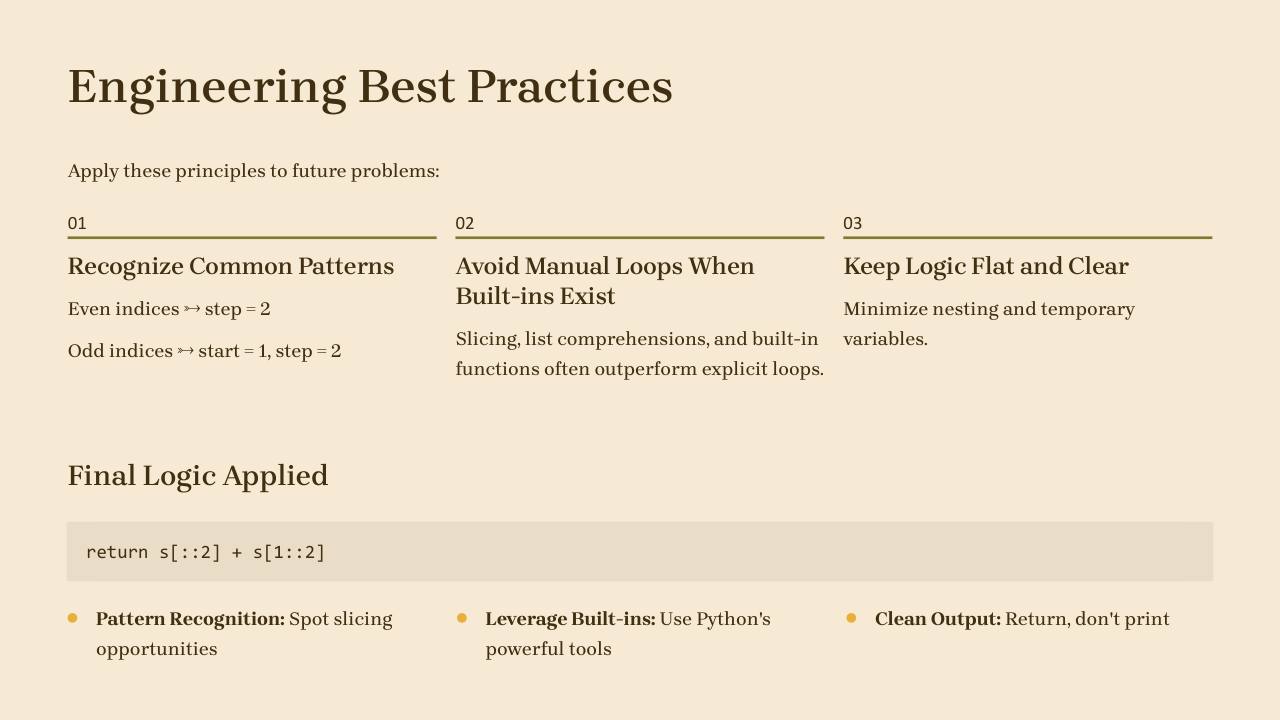 Engineering Best Practices
Apply these principles to future problems:
01
Recognize Common Patterns
Even indices ↣ step = 2
Odd indices ↣ start = 1, step = 2
02
Avoid Manual Loops When
Built-ins Exist
Slicing, list comprehensions, and built-in
functions often outperform explicit loops.
03
Keep Logic Flat and Clear
Minimize nesting and temporary
variables.
Final Logic Applied
return s[::2] + s[1::2]
Pattern Recognition: Spot slicing
opportunities
Leverage Built-ins: Use Python's
powerful tools
Clean Output: Return, don't print